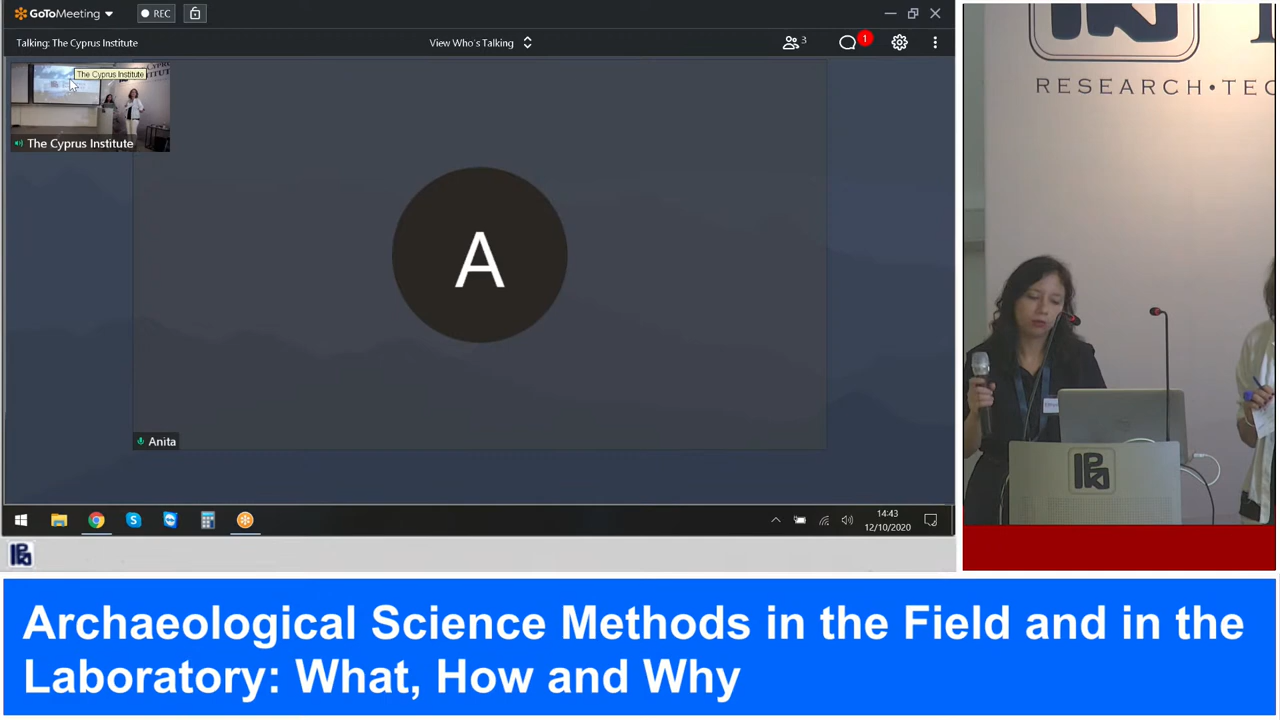 GoToMeeting
REC
Talking: The Cyprus Institute
View Who's Talking
3
1
The Cyprus Institute
The Cyprus Institute
A
Anita
14:43
12/10/2020
RESEARCH • TEC
Archaeological Science Methods in the Field and in the
Laboratory: What, How and Why